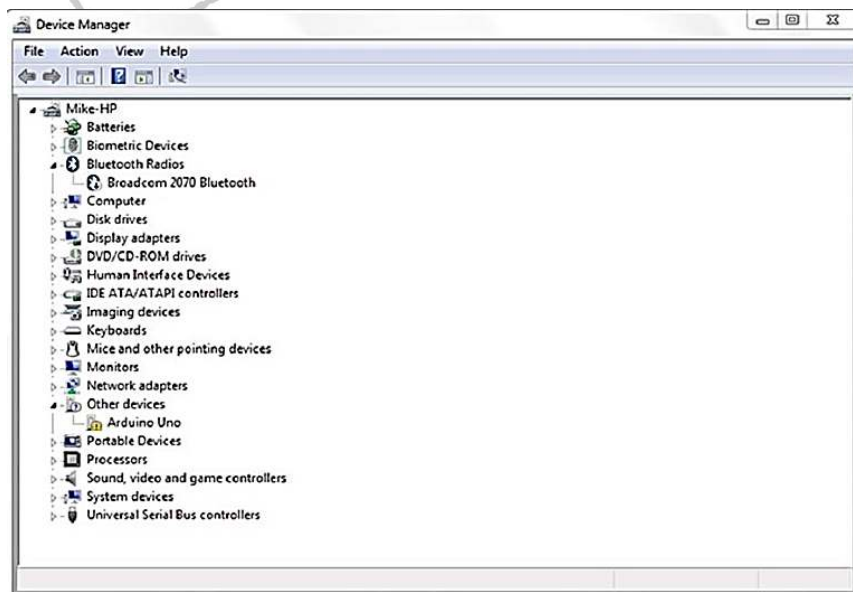 Device Manager
File Action View Help
Mike-HP
Batteries
Biometric Devices
Bluetooth Radios
Broadcom 2070 Bluetooth
Computer
Disk drives
Display adapters
DVD/CD-ROM drives
Human Interface Devices
IDE ATA/ATAPI controllers
Imaging devices
Keyboards
Mice and other pointing devices
Monitors
Network adapters
Other devices
Arduino Uno
Portable Devices
Processors
Sound, video and game controllers
System devices
Universal Serial Bus controllers